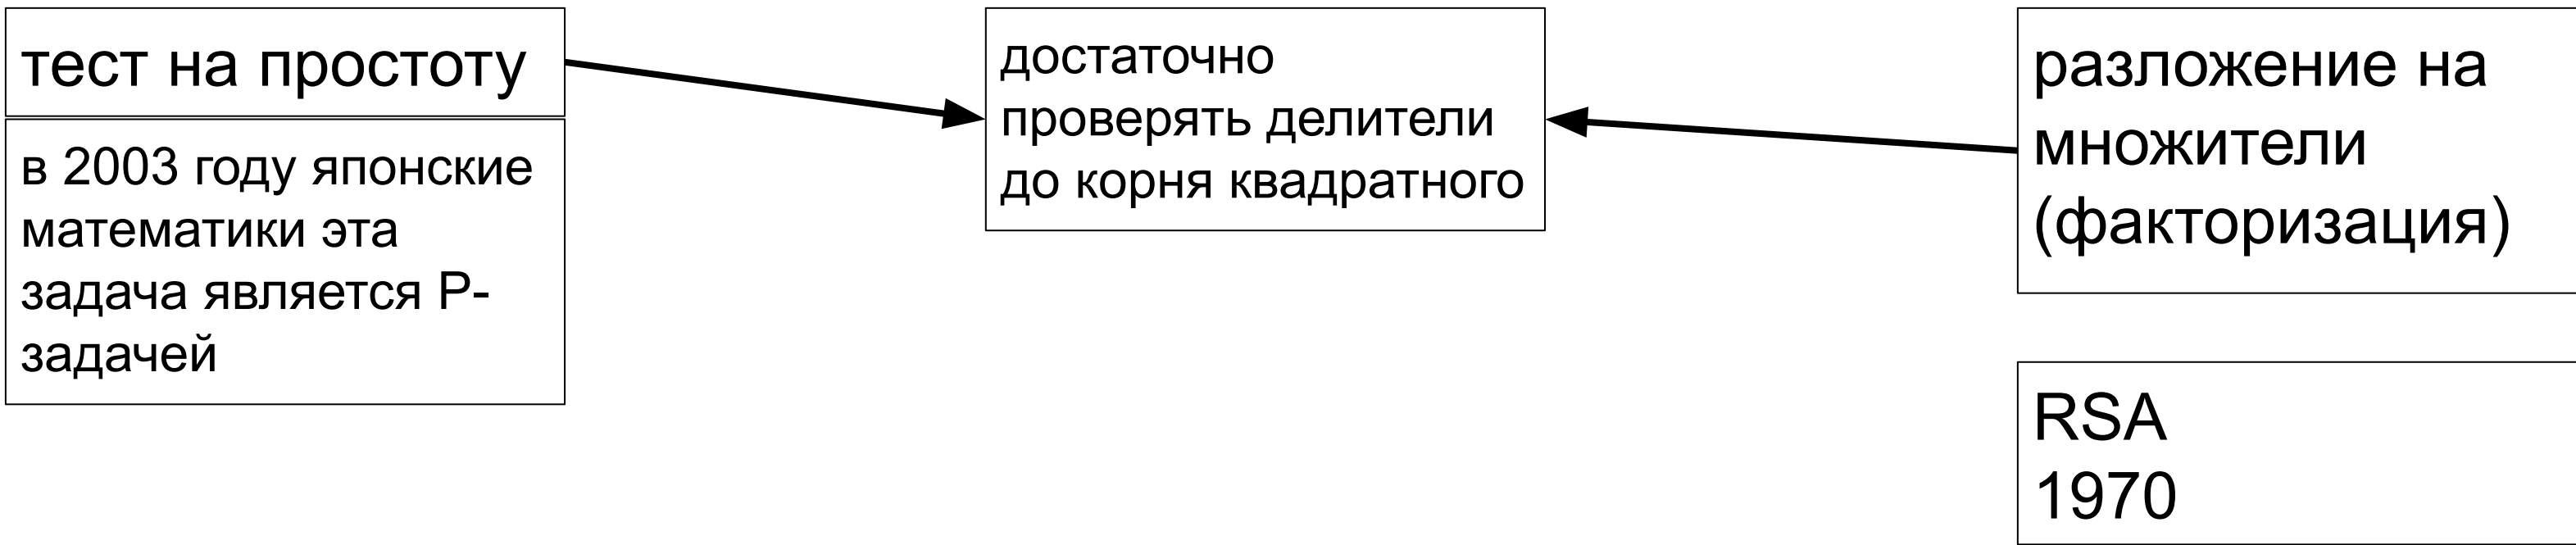 тест на простоту
в 2003 году японские
математики эта
задача является P-
задачей
достаточно
проверять делители
до корня квадратного
разложение на
множители
(факторизация)
RSA
1970